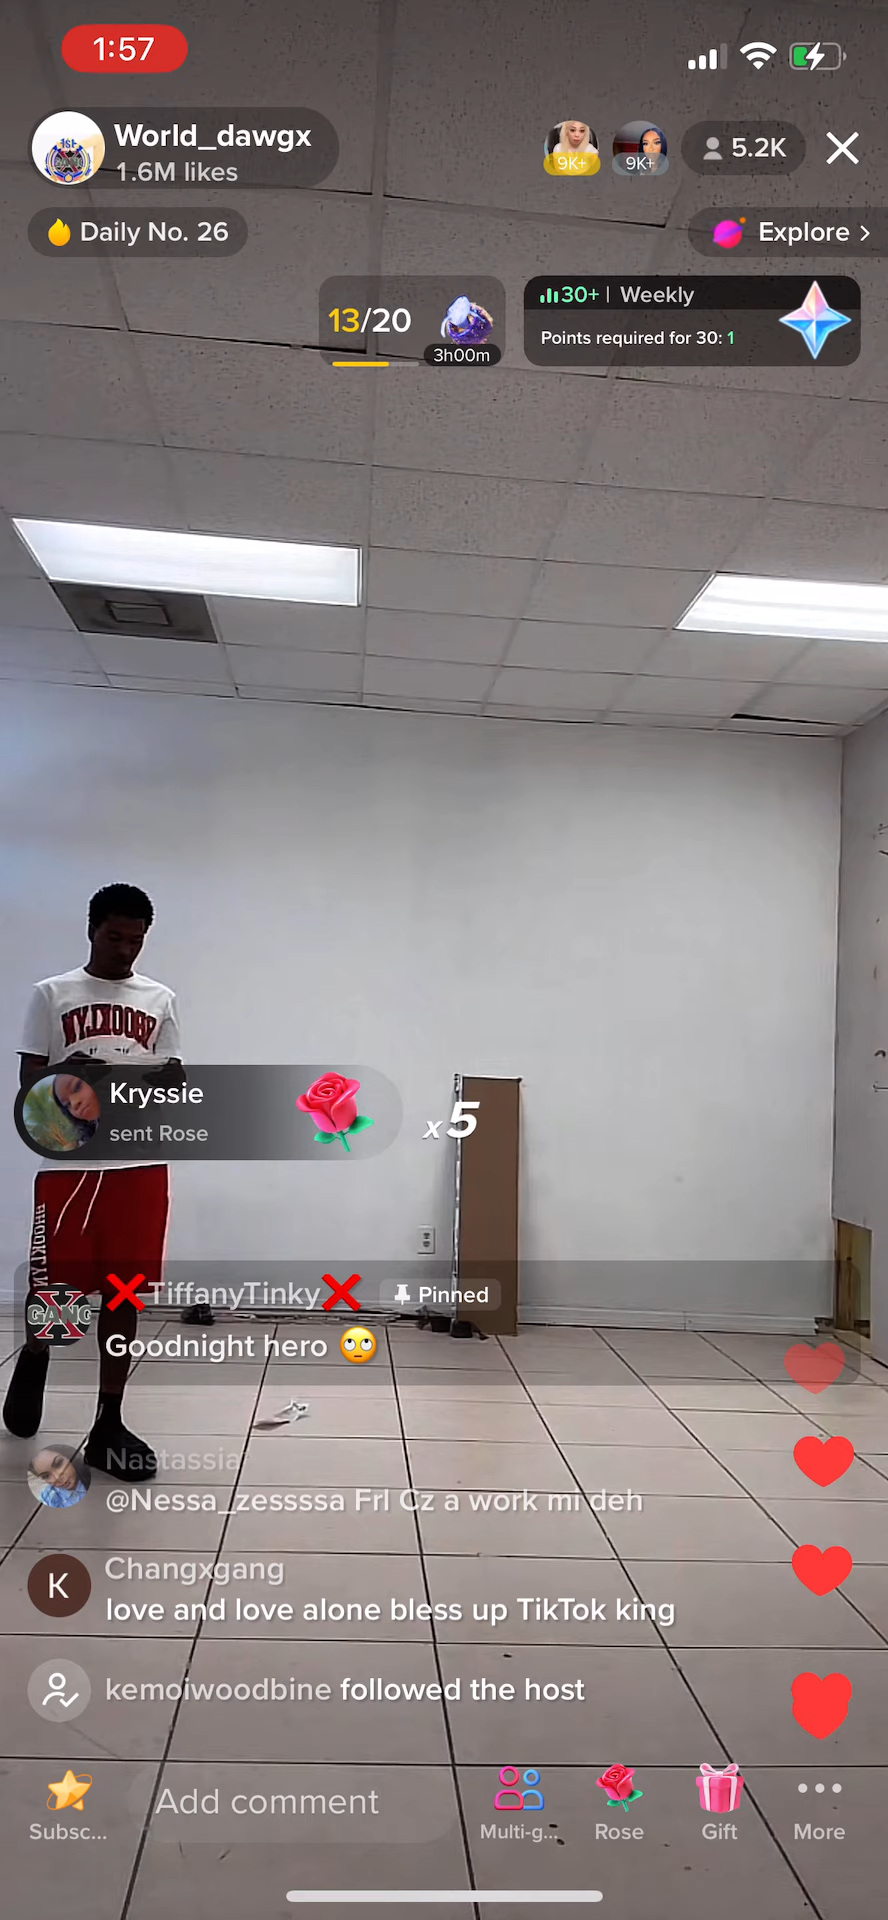 1:57
World_dawgx
1.6M likes
9K+
9K+
5.2K
Daily No. 26
Explore >
13/20
3h00m
30+ | Weekly
Points required for 30: 1
BROOKLYN
Kryssie
sent Rose
x5
BROOKLYN
❌TiffanyTinky❌ Pinned
GANG X
Goodnight hero 🙄
Nastassia
@Nessa_zessssa Frl Cz a work mi deh
K
Changxgang
love and love alone bless up TikTok king
kemoiwoodbine followed the host
Add comment
Subsc...
Multi-g...
Rose
Gift
More